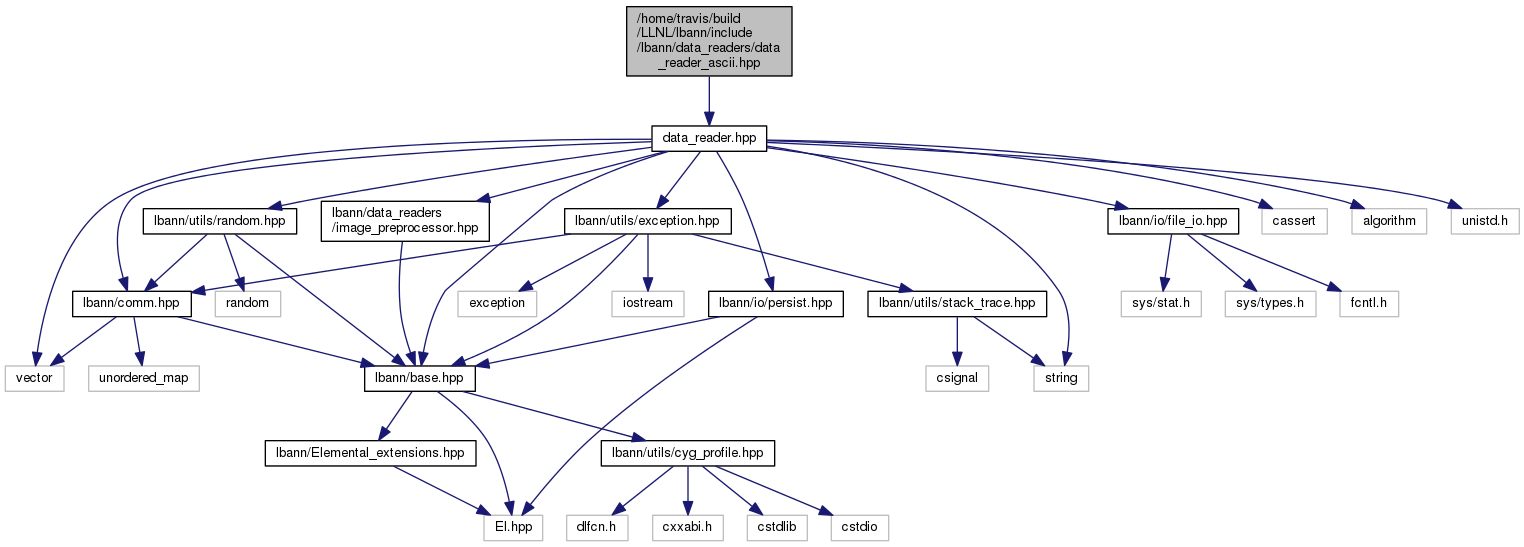 /home/travis/build
/LLNL/lbann/include
/lbann/data_readers/data
_reader_ascii.hpp
data_reader.hpp
lbann/utils/random.hpp
lbann/data_readers
/image_preprocessor.hpp
lbann/utils/exception.hpp
lbann/io/file_io.hpp
cassert
algorithm
unistd.h
lbann/comm.hpp
random
exception
iostream
lbann/io/persist.hpp
lbann/utils/stack_trace.hpp
sys/stat.h
sys/types.h
fcntl.h
vector
unordered_map
lbann/base.hpp
csignal
string
lbann/Elemental_extensions.hpp
lbann/utils/cyg_profile.hpp
El.hpp
dlfcn.h
cxxabi.h
cstdlib
cstdio